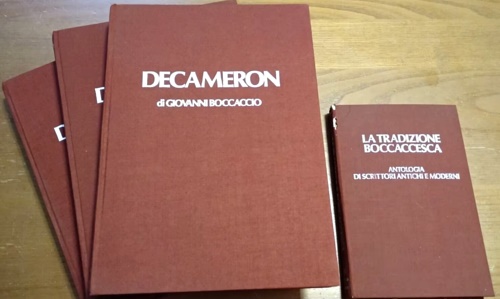 D
D
DECAMERON
di GIOVANNI BOCCACCIO
LA TRADIZIONE
BOCCACCESCA
ANTOLOGIA
DI SCRITTORI ANTICHI E MODERNI